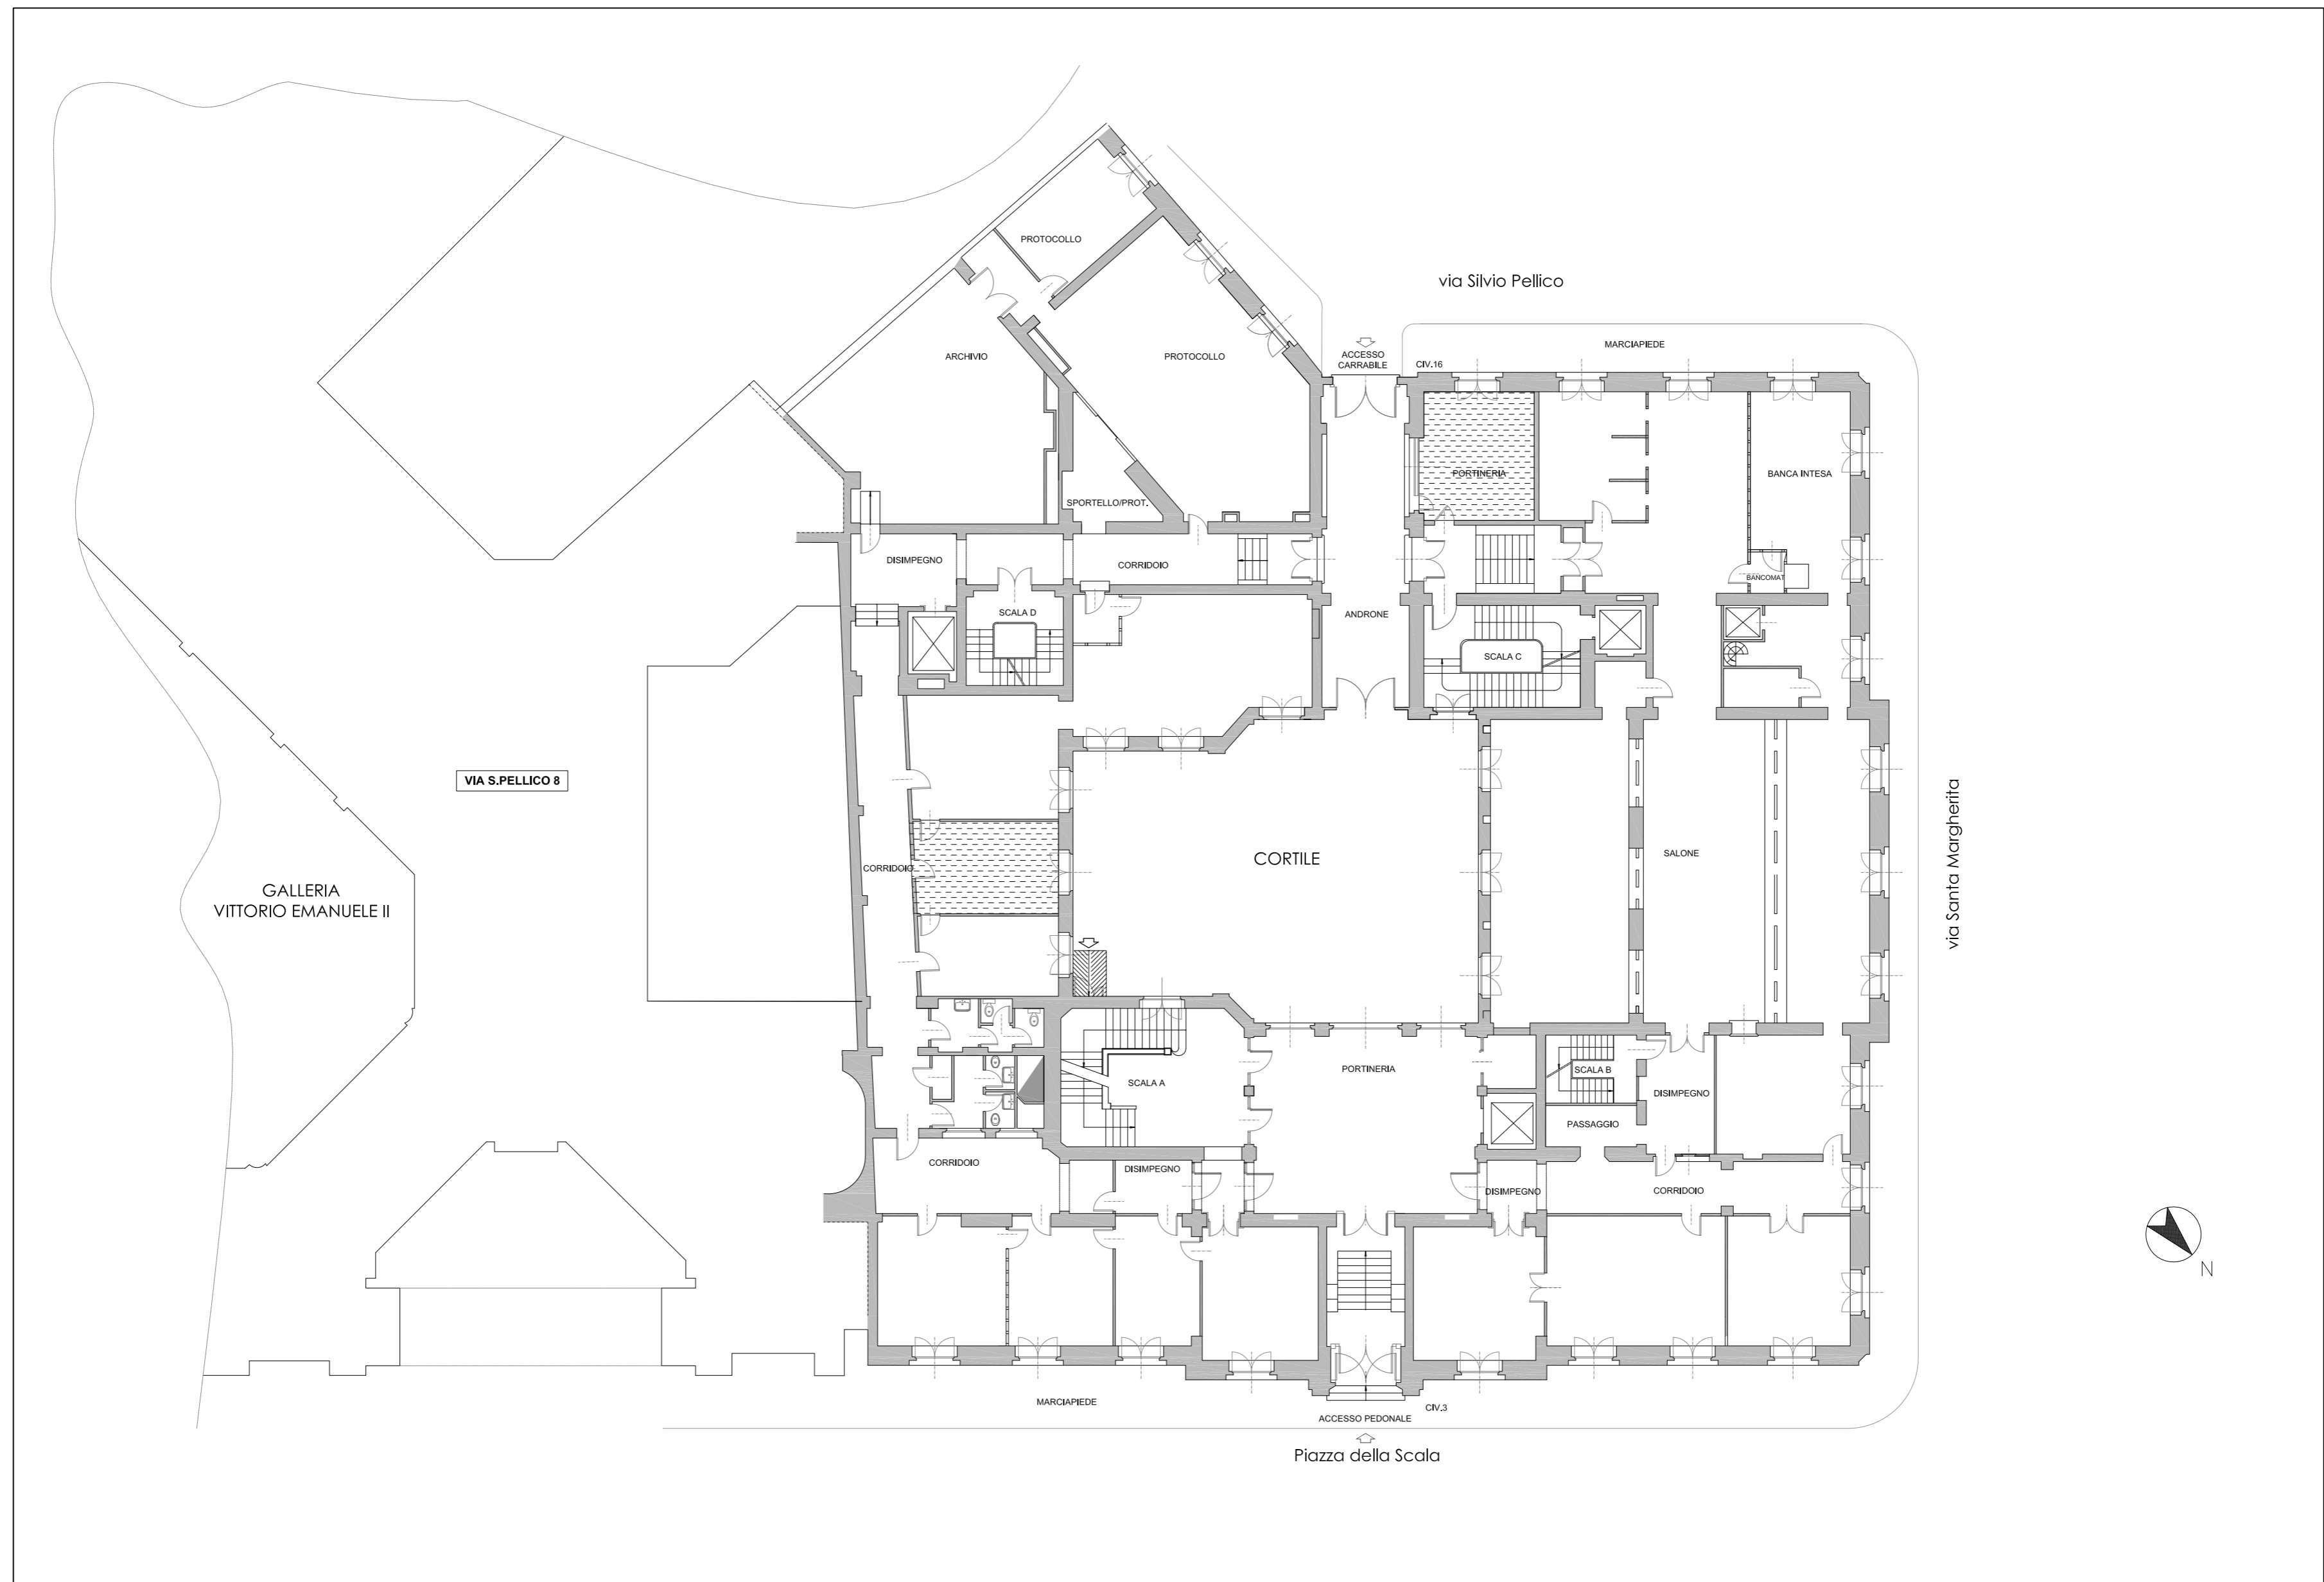 PROTOCOLLO
via Silvio Pellico
MARCIAPIEDE
ARCHIVIO
PROTOCOLLO
ACCESSO
CARRABILE
CIV.16
PORTINERIA
BANCA INTESA
SPORTELLO/PROT.
DISIMPEGNO
CORRIDOIO
BANCOMAT
SCALA D
ANDRONE
SCALA C
VIA S.PELLICO 8
CORTILE
SALONE
via Santa Margherita
CORRIDOIO
GALLERIA
VITTORIO EMANUELE II
SCALA A
PORTINERIA
SCALA B
DISIMPEGNO
PASSAGGIO
CORRIDOIO
DISIMPEGNO
DISIMPEGNO
CORRIDOIO
N
MARCIAPIEDE
CIV.3
ACCESSO PEDONALE
Piazza della Scala